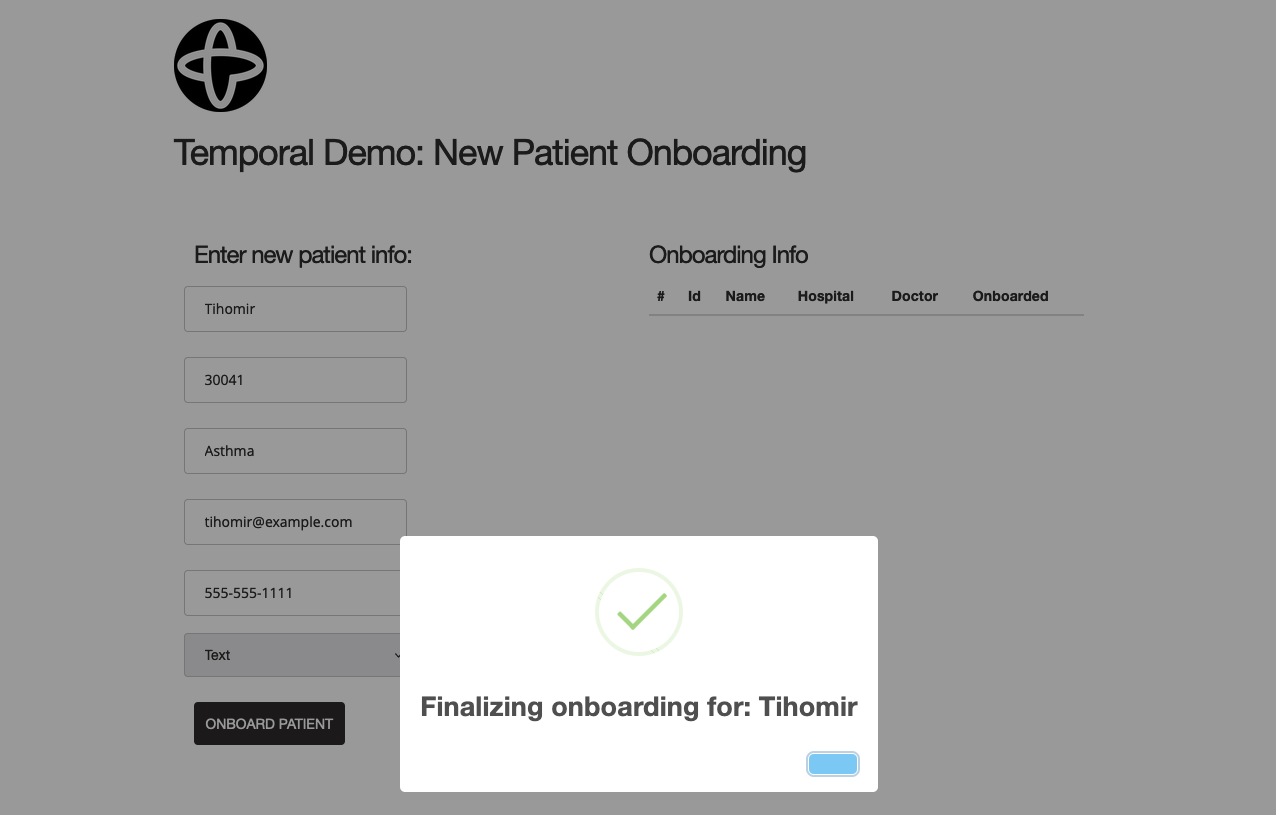 Temporal Demo: New Patient Onboarding
Enter new patient info:
Tihomir
30041
Asthma
tihomir@example.com
555-555-1111
Text
ONBOARD PATIENT
Onboarding Info
# Id Name Hospital Doctor Onboarded
Finalizing onboarding for: Tihomir